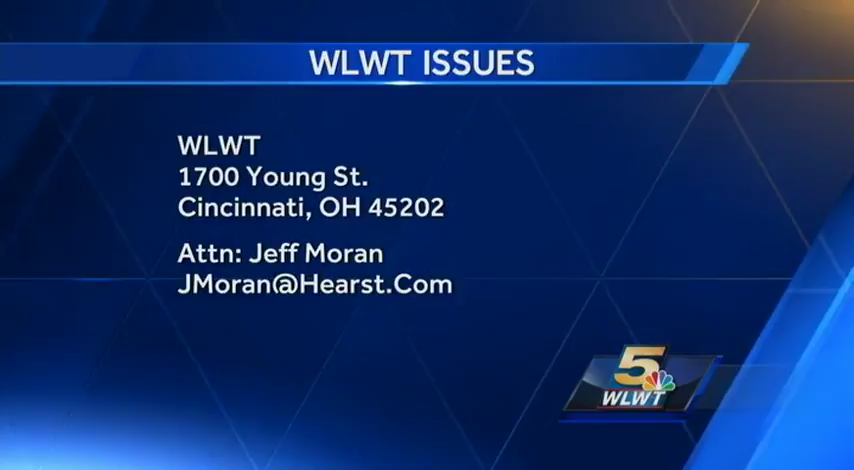 WLWT ISSUES
WLWT
1700 Young St.
Cincinnati, OH 45202
Attn: Jeff Moran
JMoran@Hearst.Com
5
WLWT